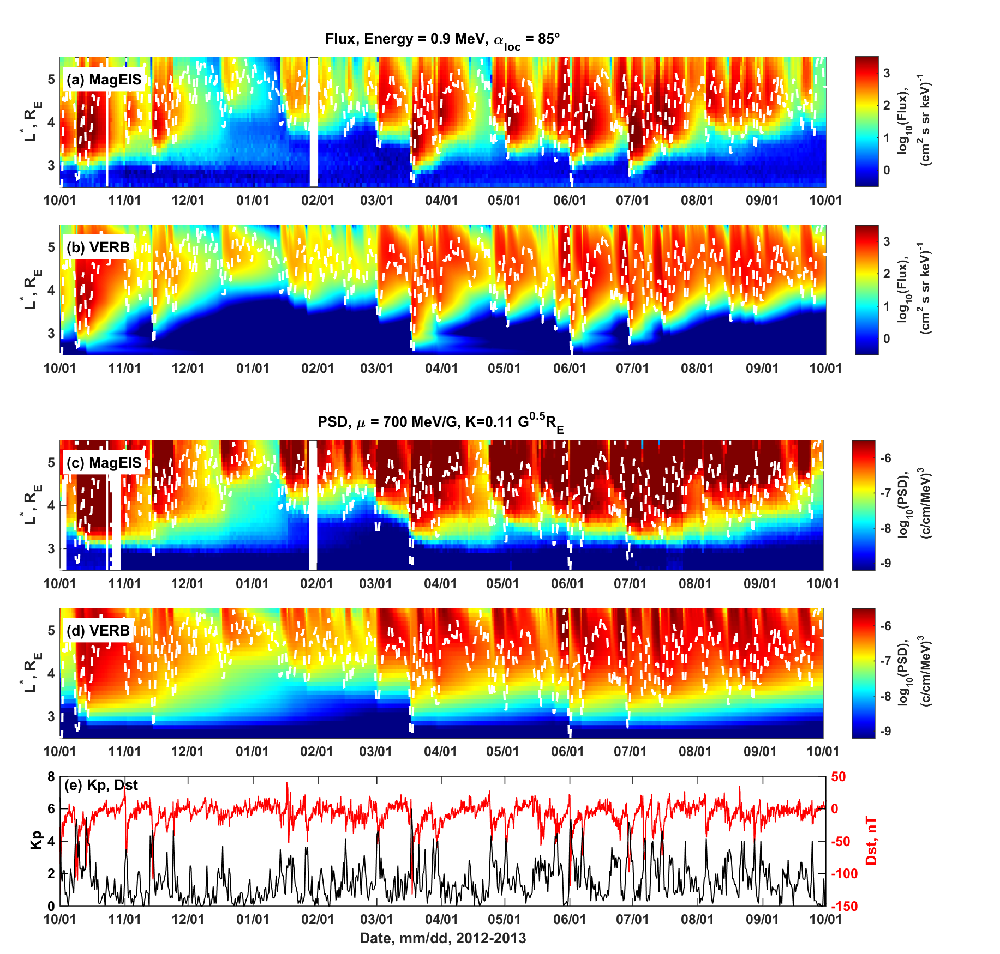 Flux, Energy = 0.9 MeV, α_loc = 85°
(a) MagEIS
L*, R_E
5
4
3
10/01 11/01 12/01 01/01 02/01 03/01 04/01 05/01 06/01 07/01 08/01 09/01 10/01
3
2
1
0
log10(Flux),
(cm² s sr keV)⁻¹
(b) VERB
L*, R_E
5
4
3
10/01 11/01 12/01 01/01 02/01 03/01 04/01 05/01 06/01 07/01 08/01 09/01 10/01
3
2
1
0
log10(Flux),
(cm² s sr keV)⁻¹
PSD, μ = 700 MeV/G, K=0.11 G^0.5 R_E
(c) MagEIS
L*, R_E
5
4
3
10/01 11/01 12/01 01/01 02/01 03/01 04/01 05/01 06/01 07/01 08/01 09/01 10/01
-6
-7
-8
-9
log10(PSD),
(c/cm/MeV)³
(d) VERB
L*, R_E
5
4
3
10/01 11/01 12/01 01/01 02/01 03/01 04/01 05/01 06/01 07/01 08/01 09/01 10/01
-6
-7
-8
-9
log10(PSD),
(c/cm/MeV)³
(e) Kp, Dst
Kp
8
6
4
2
0
50
0
-50
-100
-150
Dst, nT
10/01 11/01 12/01 01/01 02/01 03/01 04/01 05/01 06/01 07/01 08/01 09/01 10/01
Date, mm/dd, 2012-2013